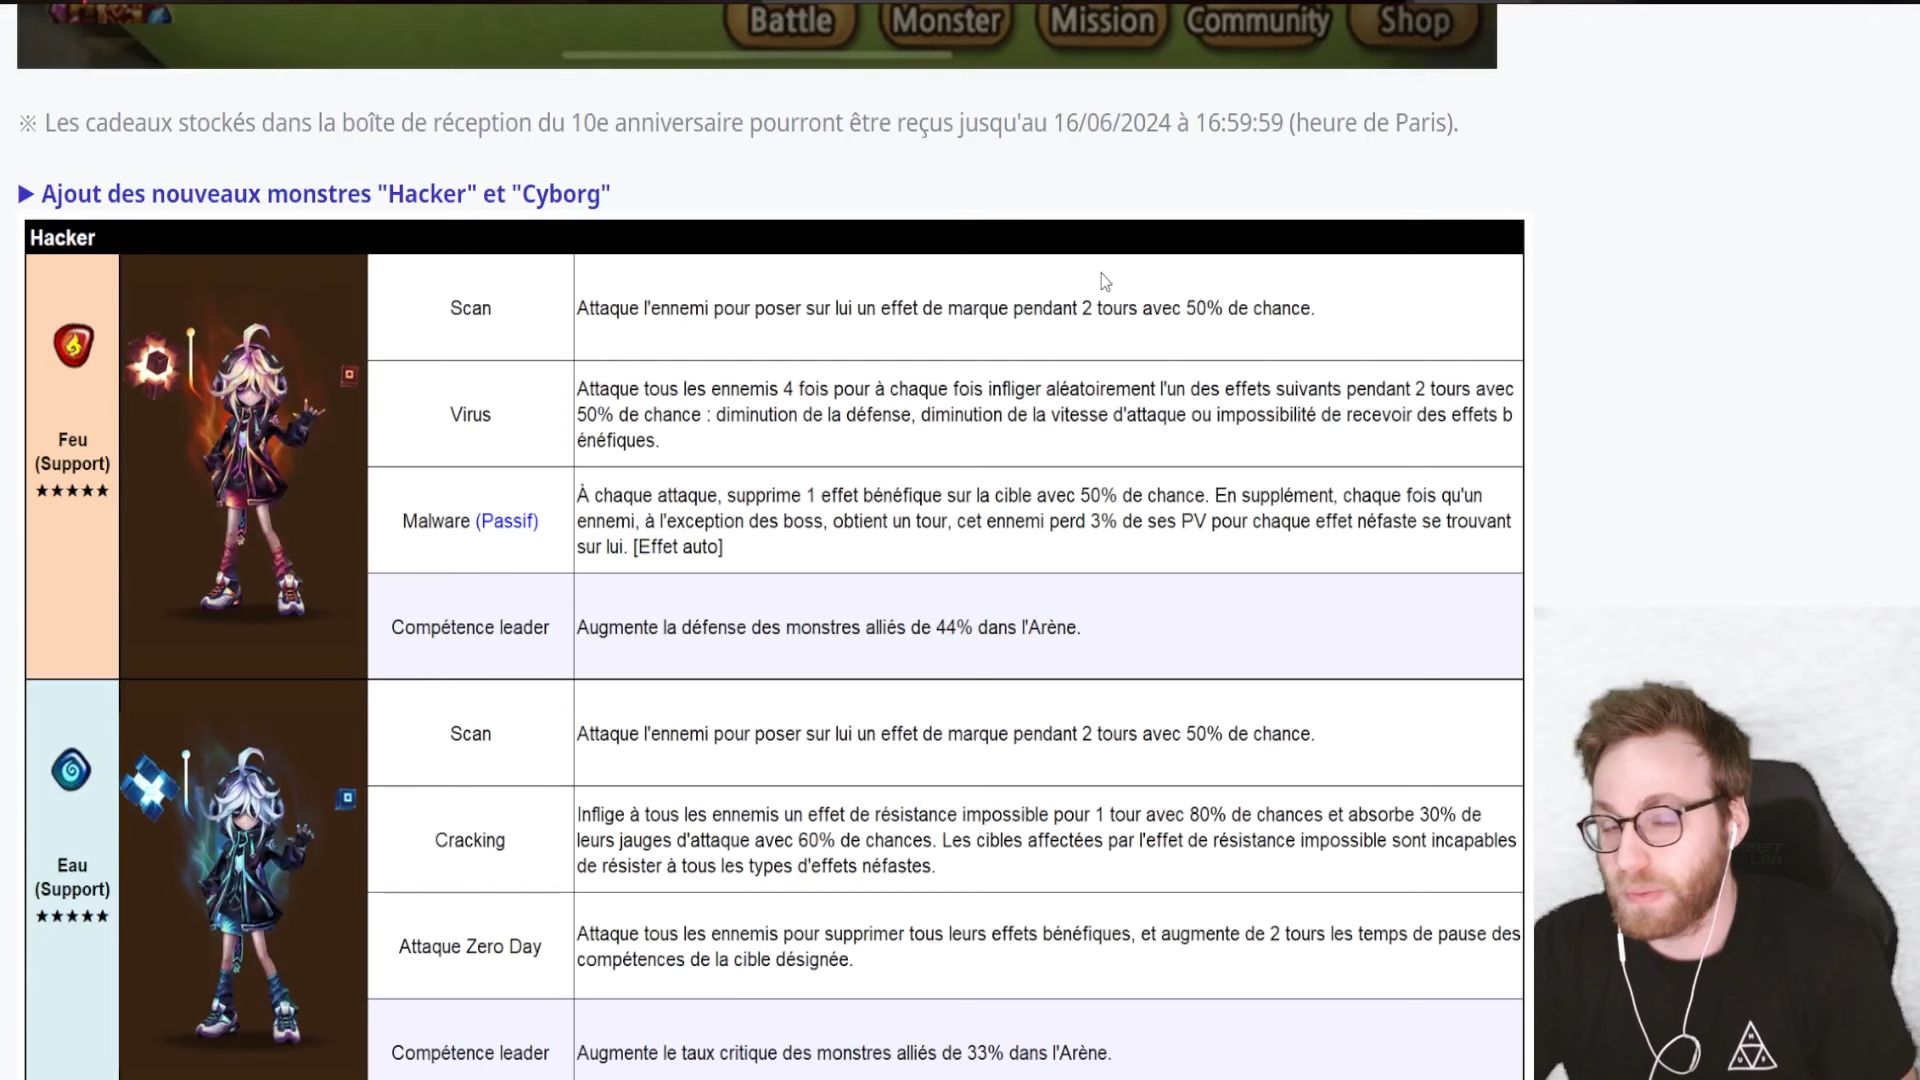 Battle Monster Mission Community Shop
※ Les cadeaux stockés dans la boîte de réception du 10e anniversaire pourront être reçus jusqu'au 16/06/2024 à 16:59:59 (heure de Paris).
▶ Ajout des nouveaux monstres "Hacker" et "Cyborg"
Hacker
Feu
(Support)
★★★★★
Scan
Attaque l'ennemi pour poser sur lui un effet de marque pendant 2 tours avec 50% de chance.
Virus
Attaque tous les ennemis 4 fois pour à chaque fois infliger aléatoirement l'un des effets suivants pendant 2 tours avec
50% de chance : diminution de la défense, diminution de la vitesse d'attaque ou impossibilité de recevoir des effets b
énéfiques.
Malware (Passif)
À chaque attaque, supprime 1 effet bénéfique sur la cible avec 50% de chance. En supplément, chaque fois qu'un
ennemi, à l'exception des boss, obtient un tour, cet ennemi perd 3% de ses PV pour chaque effet néfaste se trouvant
sur lui. [Effet auto]
Compétence leader
Augmente la défense des monstres alliés de 44% dans l'Arène.
Eau
(Support)
★★★★★
Scan
Attaque l'ennemi pour poser sur lui un effet de marque pendant 2 tours avec 50% de chance.
Cracking
Inflige à tous les ennemis un effet de résistance impossible pour 1 tour avec 80% de chances et absorbe 30% de
leurs jauges d'attaque avec 60% de chances. Les cibles affectées par l'effet de résistance impossible sont incapables
de résister à tous les types d'effets néfastes.
Attaque Zero Day
Attaque tous les ennemis pour supprimer tous leurs effets bénéfiques, et augmente de 2 tours les temps de pause des
compétences de la cible désignée.
Compétence leader
Augmente le taux critique des monstres alliés de 33% dans l'Arène.